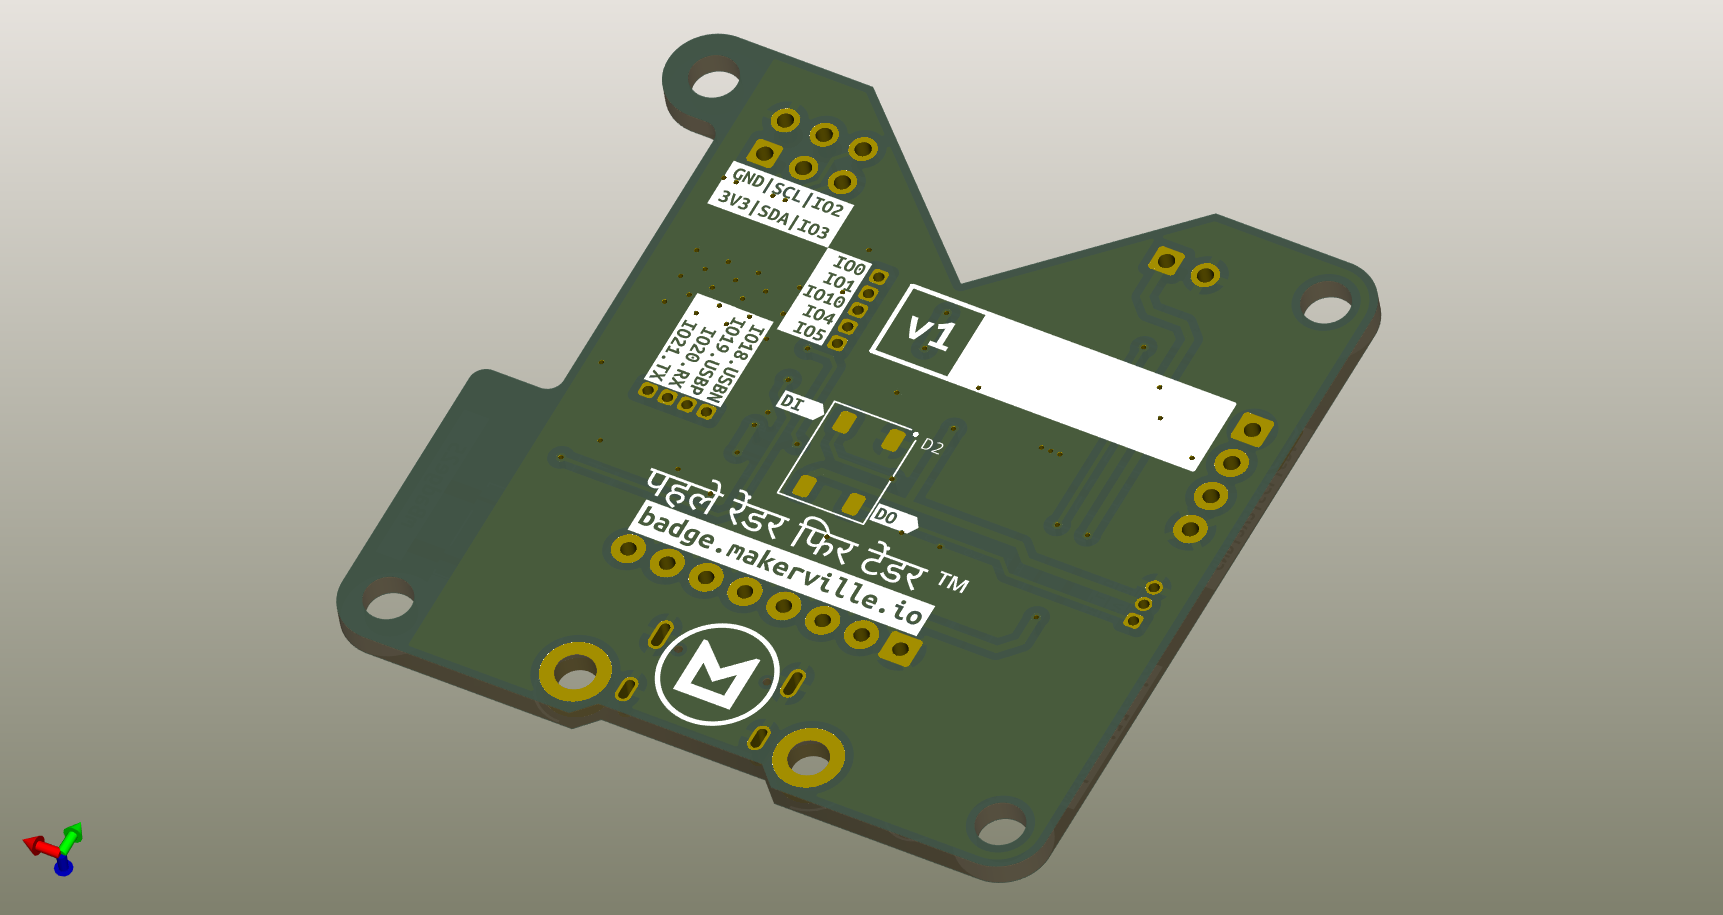 GND|SCL|IO2
3V3|SDA|IO3
IO0
IO1
IO10
IO4
IO5
IO18.USBN
IO19.USBP
IO20.RX
IO21.TX
v1
DI
D2
DO
पहले रेडर फिर टेडर ™
badge.makerville.io